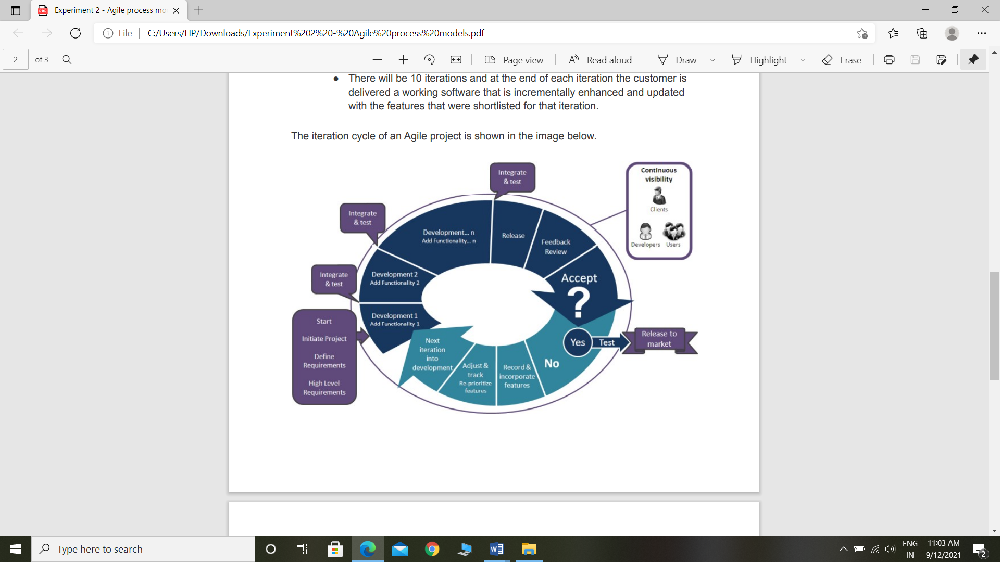 Experiment 2 - Agile process mo
File
C:/Users/HP/Downloads/Experiment%202%20-%20Agile%20process%20models.pdf
2
of 3
Page view
Read aloud
Draw
Highlight
Erase
There will be 10 iterations and at the end of each iteration the customer is
delivered a working software that is incrementally enhanced and updated
with the features that were shortlisted for that iteration.
The iteration cycle of an Agile project is shown in the image below.
Integrate
& test
Continuous
visibility
Clients
Developers Users
Integrate
& test
Development... n
Add Functionality... n
Release
Feedback
Review
Integrate
& test
Development 2
Add Functionality 2
Accept
?
Development 1
Add Functionality 1
Start
Initiate Project
Define
Requirements
High Level
Requirements
Next
iteration
into
development
Adjust &
track
Re-prioritize
features
Record &
incorporate
features
No
Yes
Test
Release to
market
Type here to search
ENG
IN
11:03 AM
9/12/2021
2